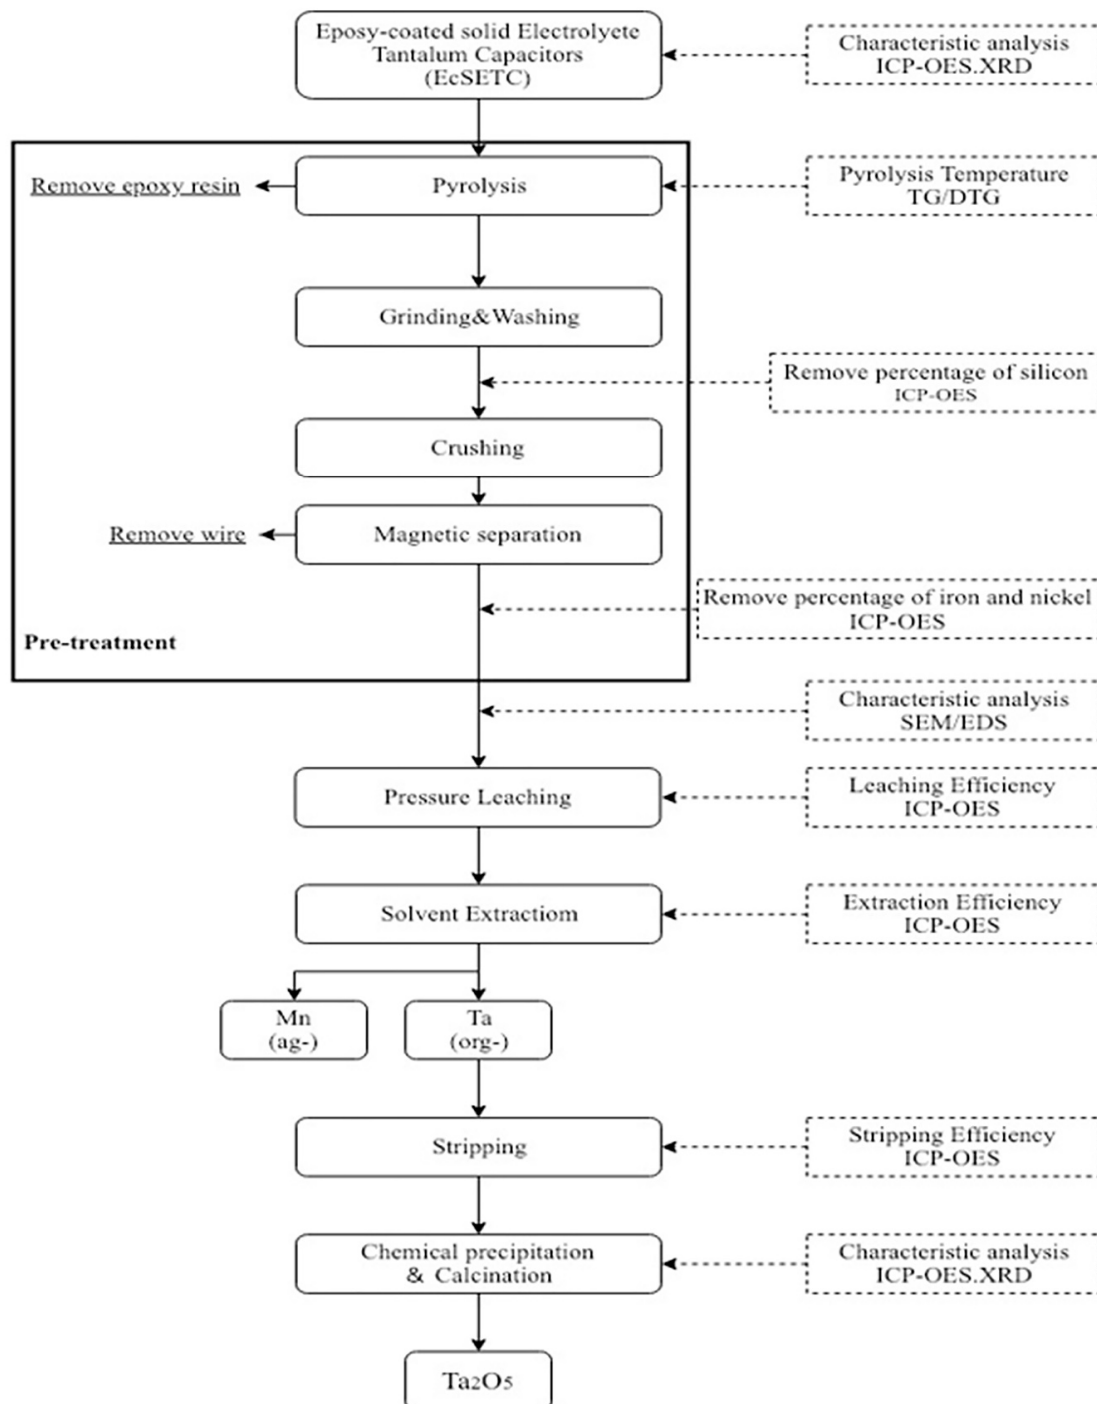 Eposy-coated solid Electrolyete
Tantalum Capacitors
(EcSETC)
Characteristic analysis
ICP-OES.XRD
Remove epoxy resin
Pyrolysis
Pyrolysis Temperature
TG/DTG
Grinding&Washing
Remove percentage of silicon
ICP-OES
Crushing
Remove wire
Magnetic separation
Remove percentage of iron and nickel
ICP-OES
Pre-treatment
Characteristic analysis
SEM/EDS
Pressure Leaching
Leaching Efficiency
ICP-OES
Solvent Extractiom
Extraction Efficiency
ICP-OES
Mn
(ag-)
Ta
(org-)
Stripping
Stripping Efficiency
ICP-OES
Chemical precipitation
& Calcination
Characteristic analysis
ICP-OES.XRD
Ta2O5